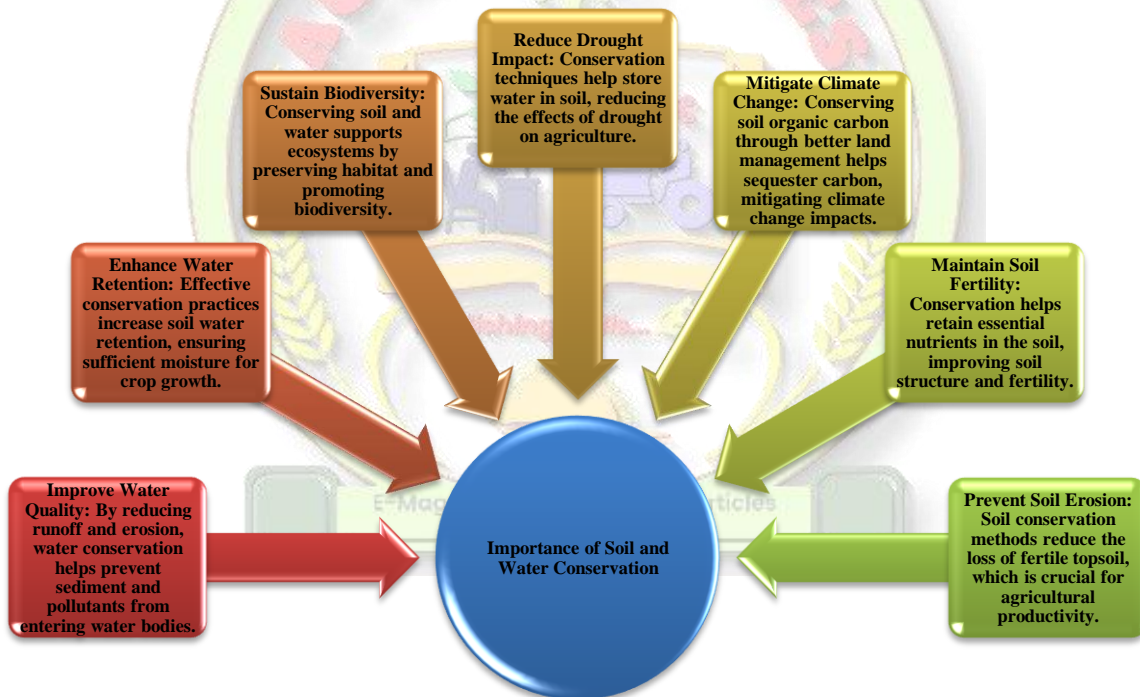 Reduce Drought
Impact: Conservation
techniques help store
water in soil, reducing
the effects of drought
on agriculture.
Sustain Biodiversity:
Conserving soil and
water supports
ecosystems by
preserving habitat and
promoting
biodiversity.
Mitigate Climate
Change: Conserving
soil organic carbon
through better land
management helps
sequester carbon,
mitigating climate
change impacts.
Enhance Water
Retention: Effective
conservation practices
increase soil water
retention, ensuring
sufficient moisture for
crop growth.
Maintain Soil
Fertility:
Conservation helps
retain essential
nutrients in the soil,
improving soil
structure and fertility.
Improve Water
Quality: By reducing
runoff and erosion,
water conservation
helps prevent
sediment and
pollutants from
entering water bodies.
Prevent Soil Erosion:
Soil conservation
methods reduce the
loss of fertile topsoil,
which is crucial for
agricultural
productivity.
Importance of Soil and
Water Conservation